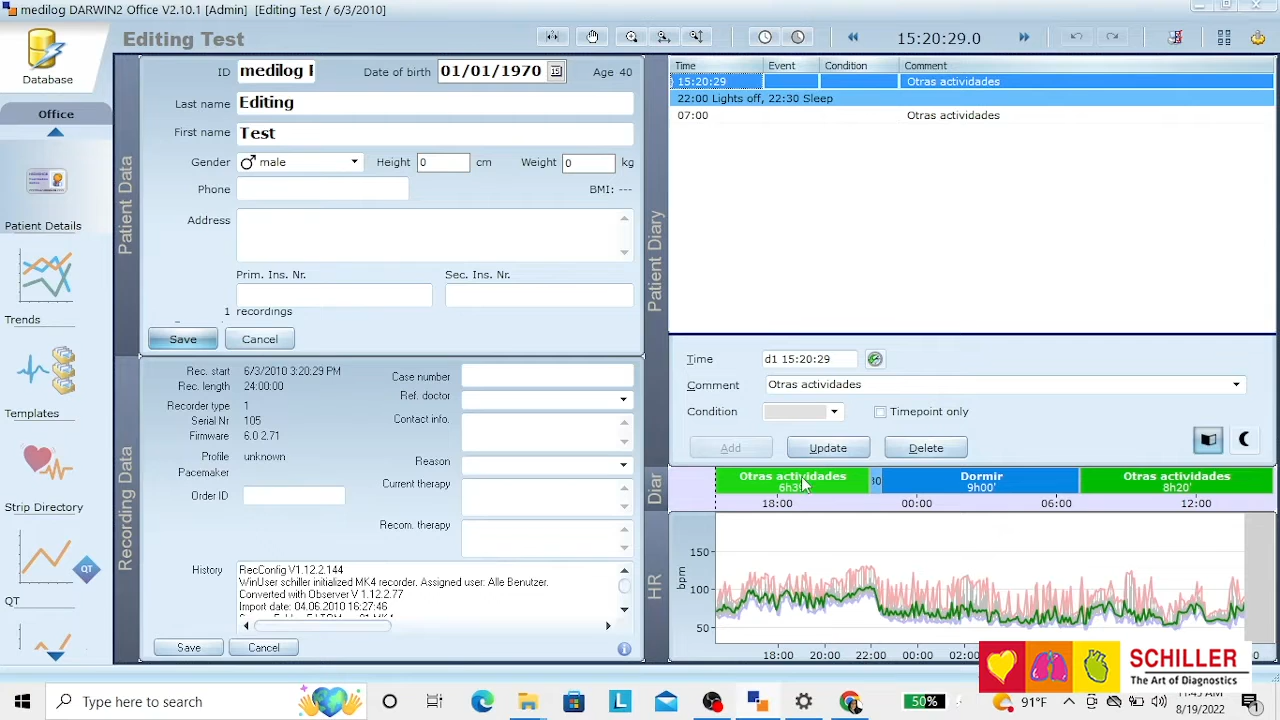 medilog DARWIN2 Office V2.10.1 [Admin] [Editing Test / 6/3/2010]
Database
Editing Test
15:20:29.0
Office
Patient Details
Trends
Templates
Strip Directory
QT
QT
Patient Data
ID medilog Date of birth 01/01/1970 Age 40
Last name Editing
First name Test
Gender male Height 0 cm Weight 0 kg
Phone BMI: ---
Address
Prim. Ins. Nr. Sec. Ins. Nr.
1 recordings
Save Cancel
Recording Data
Rec. start 6/3/2010 3:20:29 PM
Rec. length 24:00:00
Recorder type 1
Serial Nr 105
Firmware 6.0 2.71
Profile unknown
Pacemaker
Order ID
Case number
Ref. doctor
Contact info.
Reason
Current therapy
Recom. therapy
History
RecConfig V1.12.2.144
WinUser schiller initialized MK4 recorder. Assigned user: Alle Benutzer.
Converted with Observer V 1.12.2.77
Import date: 04.06.2010 16:27:46
Save Cancel
Patient Diary
Time Event Condition Comment
15:20:29 Otras actividades
22:00 Lights off, 22:30 Sleep
07:00 Otras actividades
Time d1 15:20:29
Comment Otras actividades
Condition Timepoint only
Add Update Delete
Diar
Otras actividades
30
Dormir
9h00'
Otras actividades
8h20'
18:00 00:00 06:00 12:00
HR
bpm
150
100
50
18:00 20:00 22:00 00:00
SCHILLER
The Art of Diagnostics
Type here to search
50%
91°F
8/19/2022